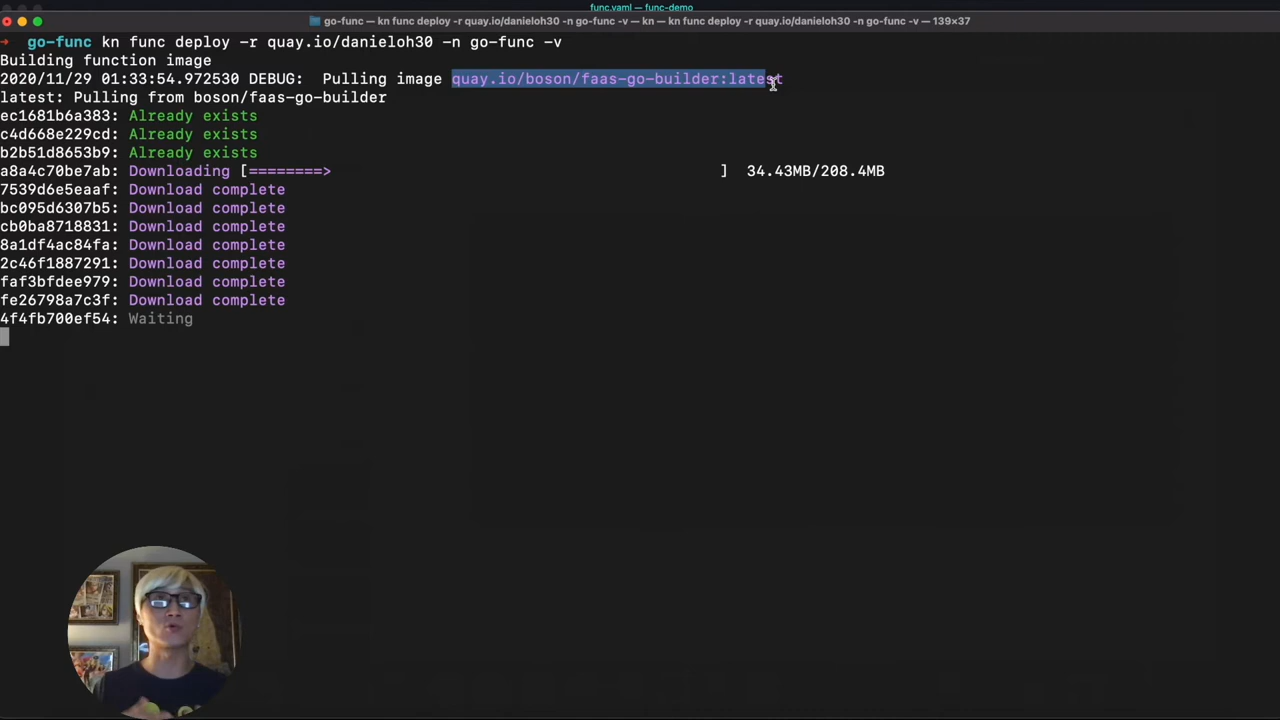 func.yaml — func-demo
go-func — kn func deploy -r quay.io/danieloh30 -n go-func -v — kn — kn func deploy -r quay.io/danieloh30 -n go-func -v — 139×37
➜ go-func kn func deploy -r quay.io/danieloh30 -n go-func -v
Building function image
2020/11/29 01:33:54.972530 DEBUG: Pulling image quay.io/boson/faas-go-builder:latest
latest: Pulling from boson/faas-go-builder
ec1681b6a383: Already exists
c4d668e229cd: Already exists
b2b51d8653b9: Already exists
a8a4c70be7ab: Downloading [========> ] 34.43MB/208.4MB
7539d6e5eaaf: Download complete
bc095d6307b5: Download complete
cb0ba8718831: Download complete
8a1df4ac84fa: Download complete
2c46f1887291: Download complete
faf3bfdee979: Download complete
fe26798a7c3f: Download complete
4f4fb700ef54: Waiting